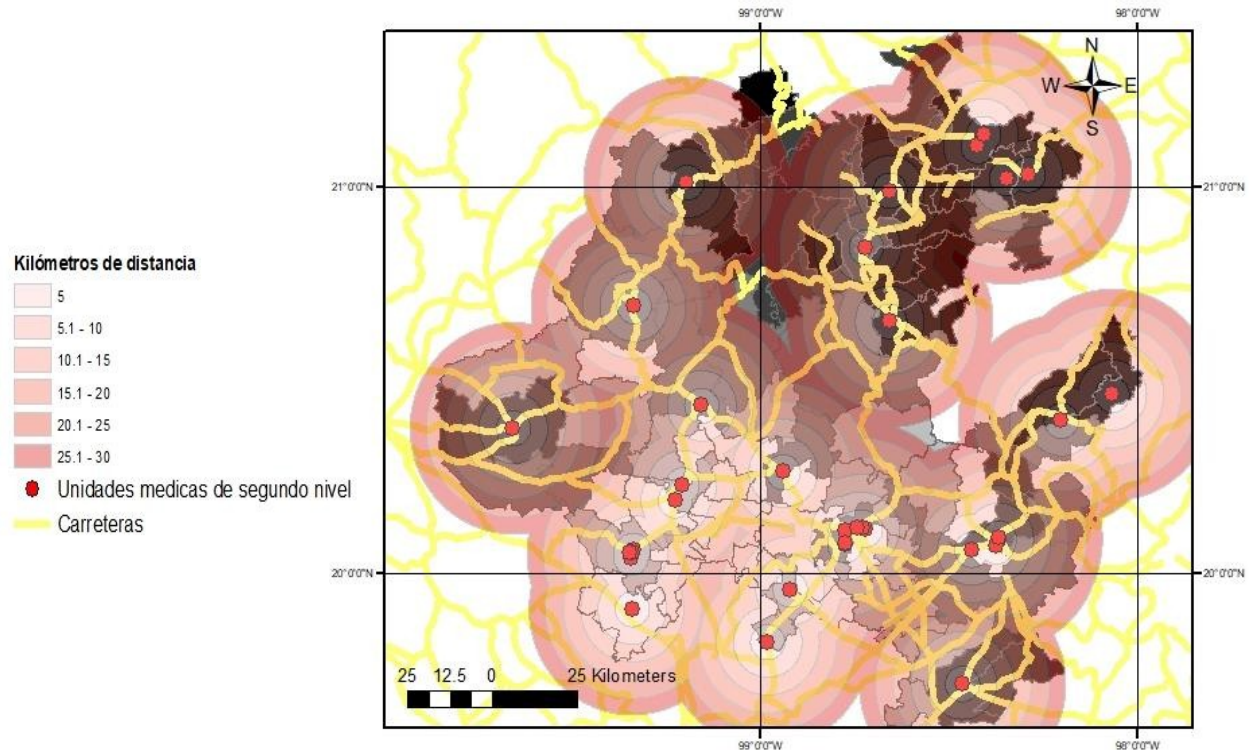 99°0'0"W 98°0'0"W
N
W E
S
21°0'0"N 21°0'0"N
Kilómetros de distancia
5
5.1 - 10
10.1 - 15
15.1 - 20
20.1 - 25
25.1 - 30
Unidades medicas de segundo nivel
Carreteras
20°0'0"N 20°0'0"N
25 12.5 0 25 Kilometers
99°0'0"W 98°0'0"W